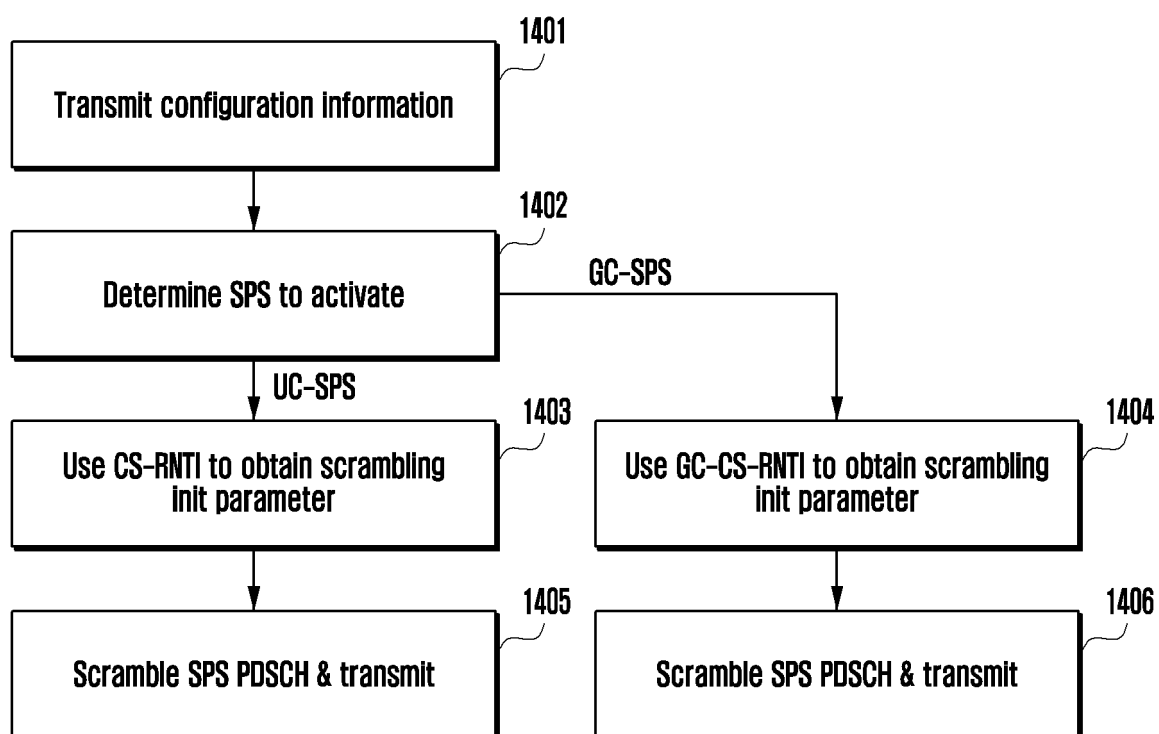 1401
Transmit configuration information
1402
Determine SPS to activate
GC-SPS
UC-SPS
1403
Use CS-RNTI to obtain scrambling
init parameter
1404
Use GC-CS-RNTI to obtain scrambling
init parameter
1405
Scramble SPS PDSCH & transmit
1406
Scramble SPS PDSCH & transmit